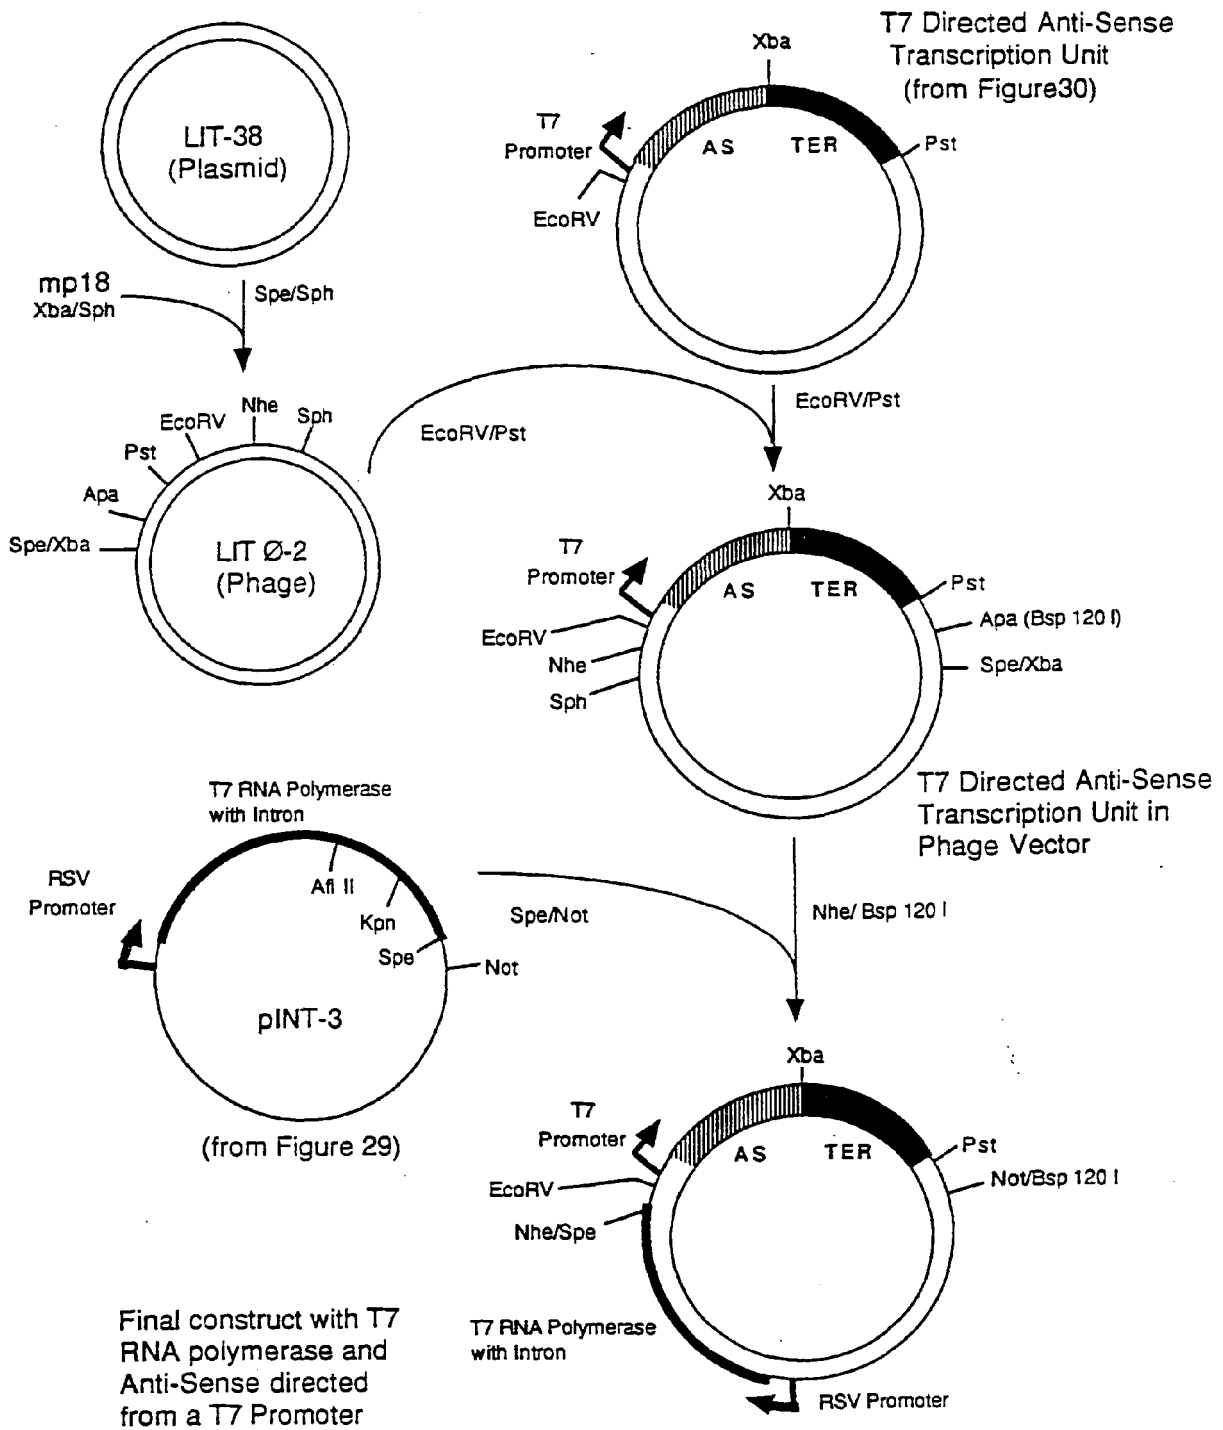 T7 Directed Anti-Sense
Transcription Unit
(from Figure30)
Xba
T7
Promoter
AS
TER
Pst
EcoRV
LIT-38
(Plasmid)
mp18
Xba/Sph
Spe/Sph
EcoRV/Pst
EcoRV/Pst
Nhe
EcoRV
Sph
Pst
Apa
Spe/Xba
LIT Ø-2
(Phage)
Xba
T7
Promoter
AS
TER
Pst
Apa (Bsp 120 I)
Spe/Xba
EcoRV
Nhe
Sph
T7 Directed Anti-Sense
Transcription Unit in
Phage Vector
T7 RNA Polymerase
with Intron
RSV
Promoter
Afl II
Kpn
Spe
Not
pINT-3
(from Figure 29)
Spe/Not
Nhe/ Bsp 120 I
Xba
T7
Promoter
AS
TER
Pst
Not/Bsp 120 I
EcoRV
Nhe/Spe
T7 RNA Polymerase
with Intron
RSV Promoter
Final construct with T7
RNA polymerase and
Anti-Sense directed
from a T7 Promoter